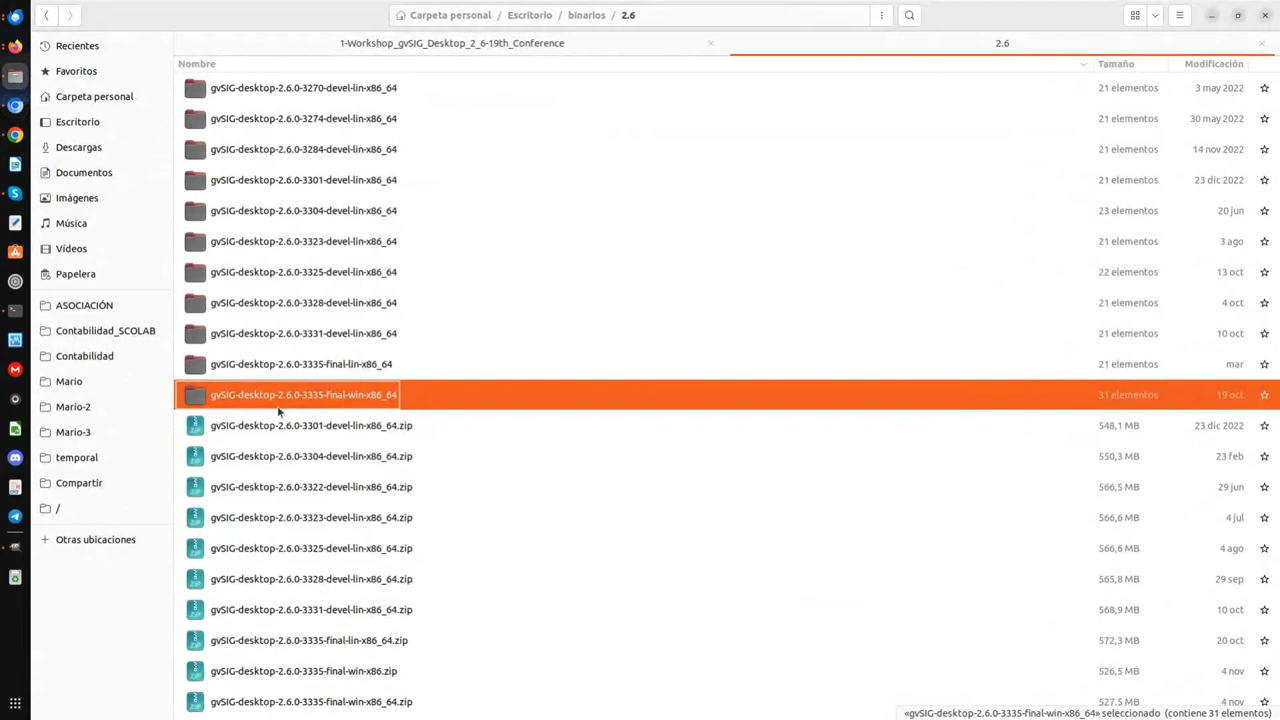 Carpeta personal / Escritorio / binarios / 2.6
1-Workshop_gvSIG_Desktop_2_6-19th_Conference
2.6
Recientes
Favoritos
Carpeta personal
Escritorio
Descargas
Documentos
Imágenes
Música
Vídeos
Papelera
ASOCIACIÓN
Contabilidad_SCOLAB
Contabilidad
Mario
Mario-2
Mario-3
temporal
Compartir
/
+ Otras ubicaciones
Nombre Tamaño Modificación
gvSIG-desktop-2.6.0-3270-devel-lin-x86_64 21 elementos 3 may 2022
gvSIG-desktop-2.6.0-3274-devel-lin-x86_64 21 elementos 30 may 2022
gvSIG-desktop-2.6.0-3284-devel-lin-x86_64 21 elementos 14 nov 2022
gvSIG-desktop-2.6.0-3301-devel-lin-x86_64 21 elementos 23 dic 2022
gvSIG-desktop-2.6.0-3304-devel-lin-x86_64 23 elementos 20 jun
gvSIG-desktop-2.6.0-3323-devel-lin-x86_64 21 elementos 3 ago
gvSIG-desktop-2.6.0-3325-devel-lin-x86_64 22 elementos 13 oct
gvSIG-desktop-2.6.0-3328-devel-lin-x86_64 21 elementos 4 oct
gvSIG-desktop-2.6.0-3331-devel-lin-x86_64 21 elementos 10 oct
gvSIG-desktop-2.6.0-3335-final-lin-x86_64 21 elementos mar
gvSIG-desktop-2.6.0-3335-final-win-x86_64 31 elementos 19 oct
gvSIG-desktop-2.6.0-3301-devel-lin-x86_64.zip 548,1 MB 23 dic 2022
gvSIG-desktop-2.6.0-3304-devel-lin-x86_64.zip 550,3 MB 23 feb
gvSIG-desktop-2.6.0-3322-devel-lin-x86_64.zip 566,5 MB 29 jun
gvSIG-desktop-2.6.0-3323-devel-lin-x86_64.zip 566,6 MB 4 jul
gvSIG-desktop-2.6.0-3325-devel-lin-x86_64.zip 566,6 MB 4 ago
gvSIG-desktop-2.6.0-3328-devel-lin-x86_64.zip 565,8 MB 29 sep
gvSIG-desktop-2.6.0-3331-devel-lin-x86_64.zip 568,9 MB 10 oct
gvSIG-desktop-2.6.0-3335-final-lin-x86_64.zip 572,3 MB 20 oct
gvSIG-desktop-2.6.0-3335-final-win-x86.zip 526,5 MB 4 nov
gvSIG-desktop-2.6.0-3335-final-win-x86_64.zip 527,5 MB 4 nov
«gvSIG-desktop-2.6.0-3335-final-win-x86_64» seleccionado (contiene 31 elementos)